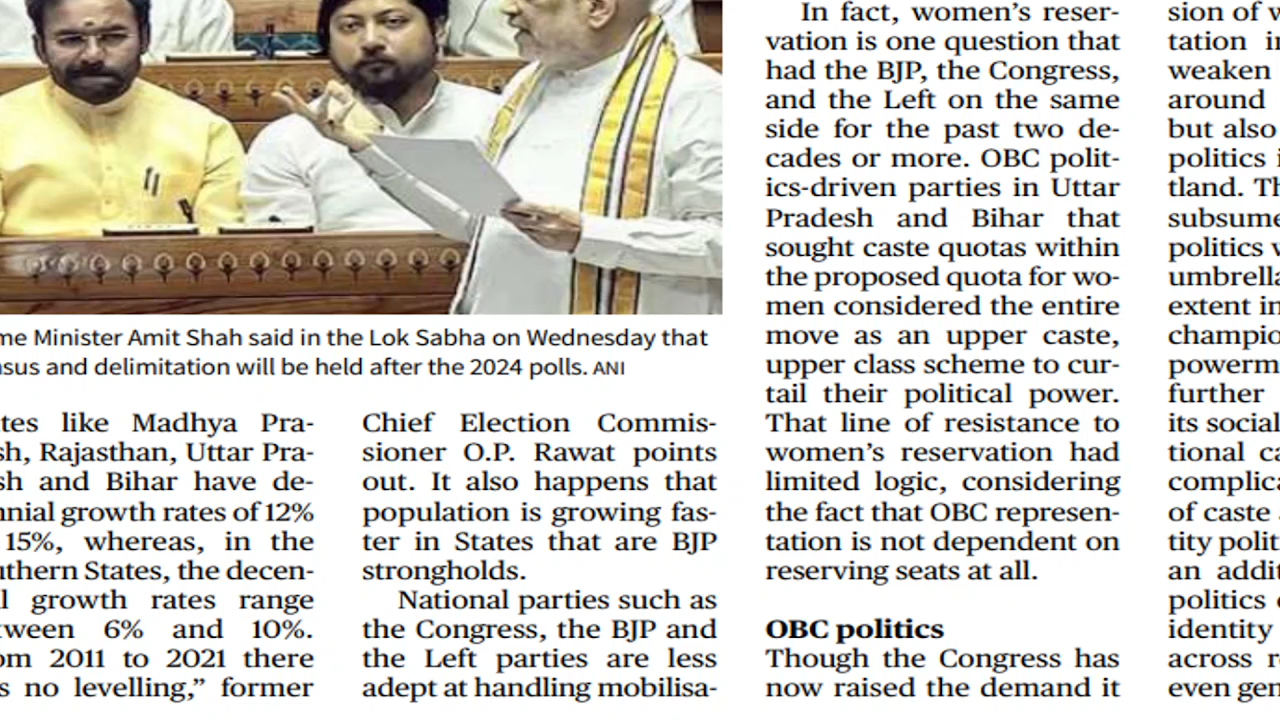 me Minister Amit Shah said in the Lok Sabha on Wednesday that
sus and delimitation will be held after the 2024 polls. ANI
tes like Madhya Pra-
sh, Rajasthan, Uttar Pra-
sh and Bihar have de-
nnial growth rates of 12%
15%, whereas, in the
uthern States, the decen-
l growth rates range
tween 6% and 10%.
om 2011 to 2021 there
s no levelling,” former
Chief Election Commis-
sioner O.P. Rawat points
out. It also happens that
population is growing fas-
ter in States that are BJP
strongholds.
National parties such as
the Congress, the BJP and
the Left parties are less
adept at handling mobilisa-
In fact, women’s reser-
vation is one question that
had the BJP, the Congress,
and the Left on the same
side for the past two de-
cades or more. OBC polit-
ics-driven parties in Uttar
Pradesh and Bihar that
sought caste quotas within
the proposed quota for wo-
men considered the entire
move as an upper caste,
upper class scheme to cur-
tail their political power.
That line of resistance to
women’s reservation had
limited logic, considering
the fact that OBC represen-
tation is not dependent on
reserving seats at all.
OBC politics
Though the Congress has
now raised the demand it
sion of w
tation in
weaken
around
but also
politics i
tland. Th
subsume
politics w
umbrella
extent in
champio
powerm
further
its social
tional ca
complica
of caste
tity polit
an addit
politics
identity
across r
even gen